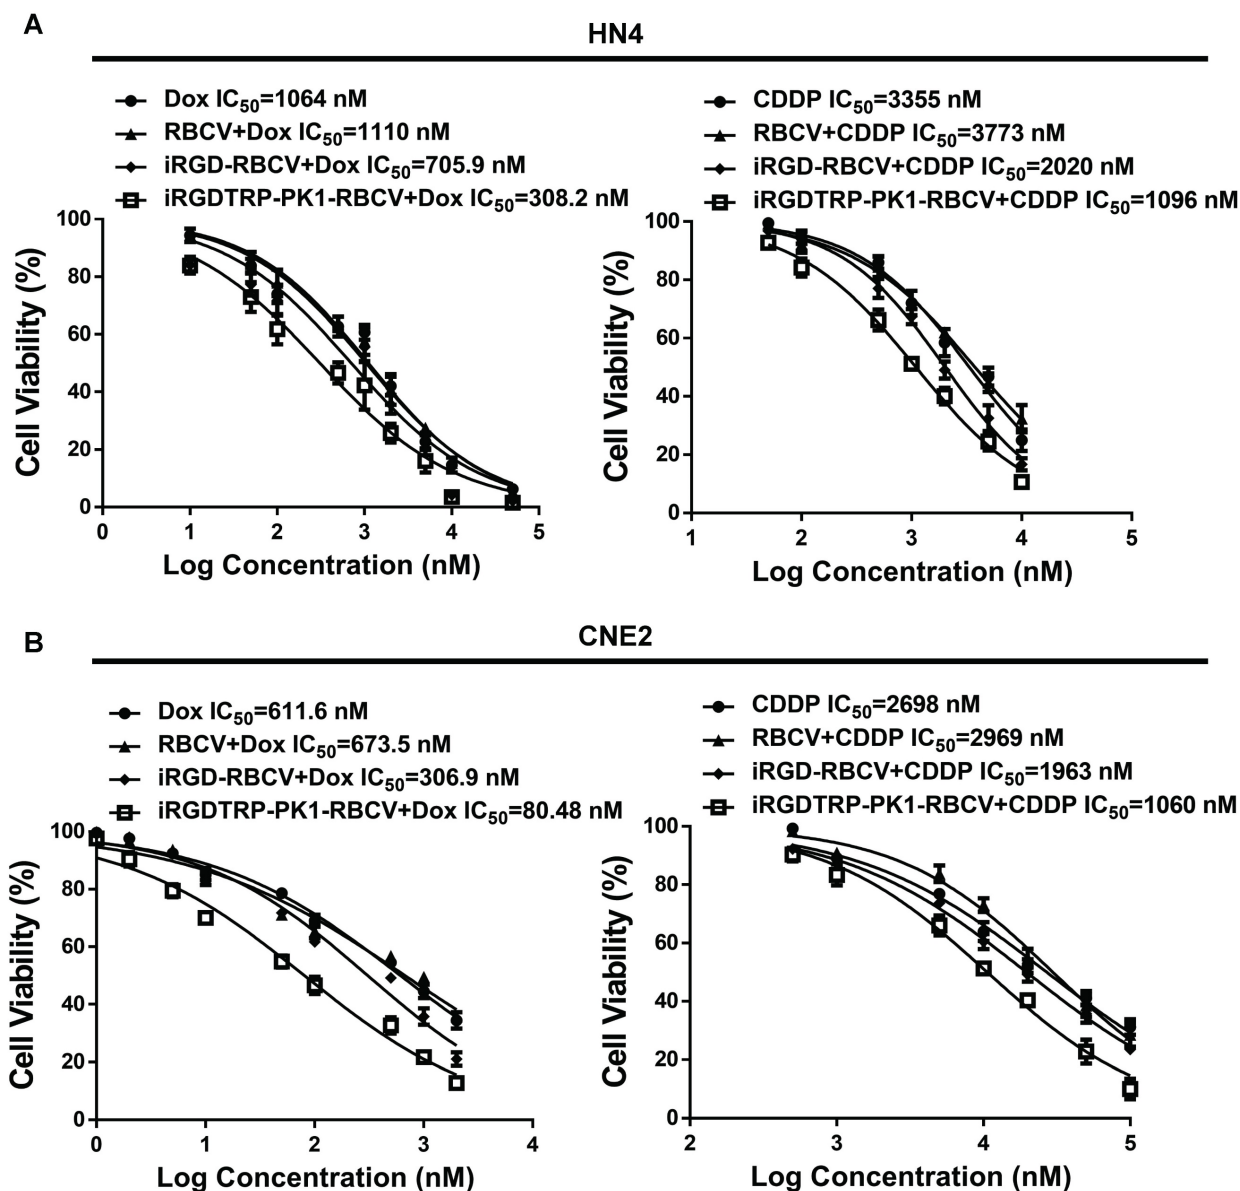 A
HN4
Dox IC50=1064 nM
RBCV+Dox IC50=1110 nM
iRGD-RBCV+Dox IC50=705.9 nM
iRGDTRP-PK1-RBCV+Dox IC50=308.2 nM
100
80
60
40
20
0
Cell Viability (%)
0 1 2 3 4 5
Log Concentration (nM)
CDDP IC50=3355 nM
RBCV+CDDP IC50=3773 nM
iRGD-RBCV+CDDP IC50=2020 nM
iRGDTRP-PK1-RBCV+CDDP IC50=1096 nM
100
80
60
40
20
0
Cell Viability (%)
1 2 3 4 5
Log Concentration (nM)
B
CNE2
Dox IC50=611.6 nM
RBCV+Dox IC50=673.5 nM
iRGD-RBCV+Dox IC50=306.9 nM
iRGDTRP-PK1-RBCV+Dox IC50=80.48 nM
100
80
60
40
20
0
Cell Viability (%)
0 1 2 3 4
Log Concentration (nM)
CDDP IC50=2698 nM
RBCV+CDDP IC50=2969 nM
iRGD-RBCV+CDDP IC50=1963 nM
iRGDTRP-PK1-RBCV+CDDP IC50=1060 nM
100
80
60
40
20
0
Cell Viability (%)
2 3 4 5
Log Concentration (nM)